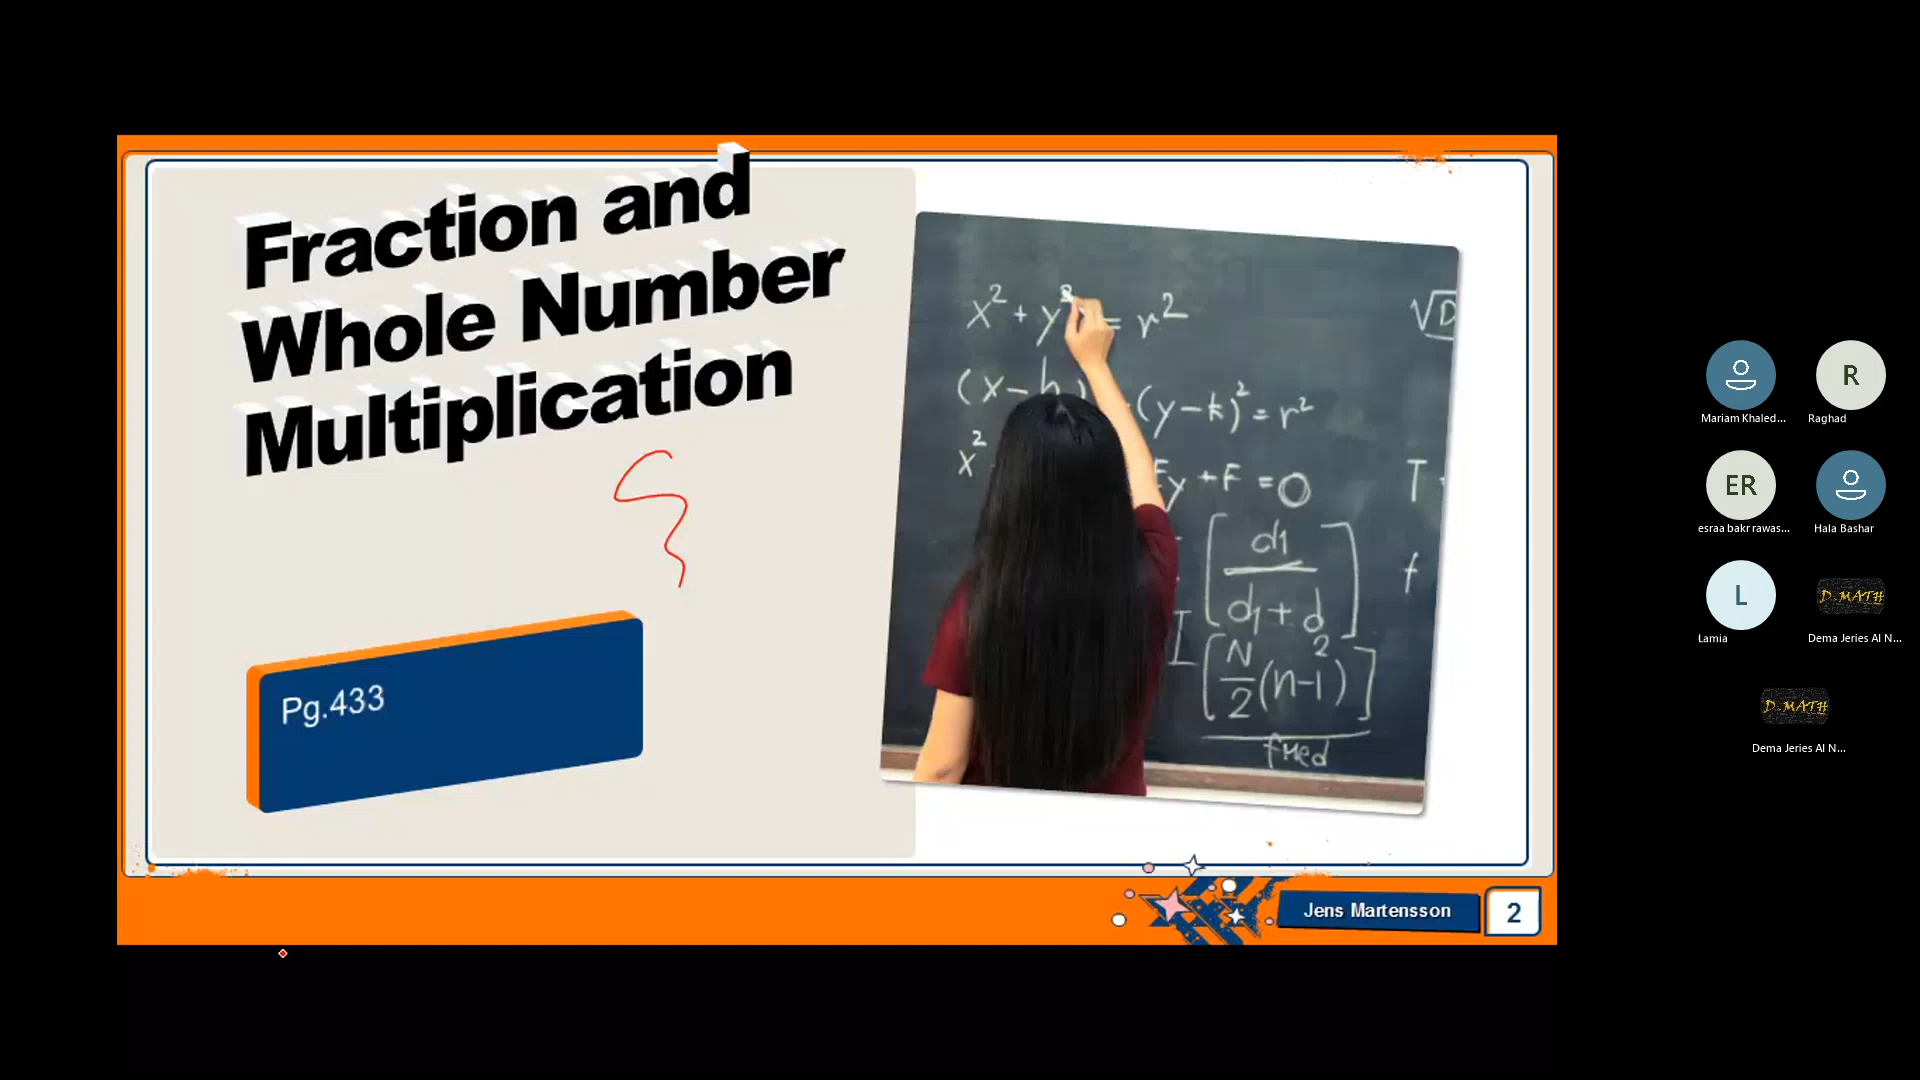 Fraction and
Whole Number
Multiplication
Pg.433
x² + y² = r²
√D
(y-k)² = r²
x²
y + F = 0
T
d1
d1 + d
f
N
2
(n-1
2
)
Jens Martensson
2
Mariam Khaled...
R
Raghad
ER
esraa bakr rawas...
Hala Bashar
L
Lamia
D.MATH
Dema Jeries Al N...
D.MATH
Dema Jeries Al N...